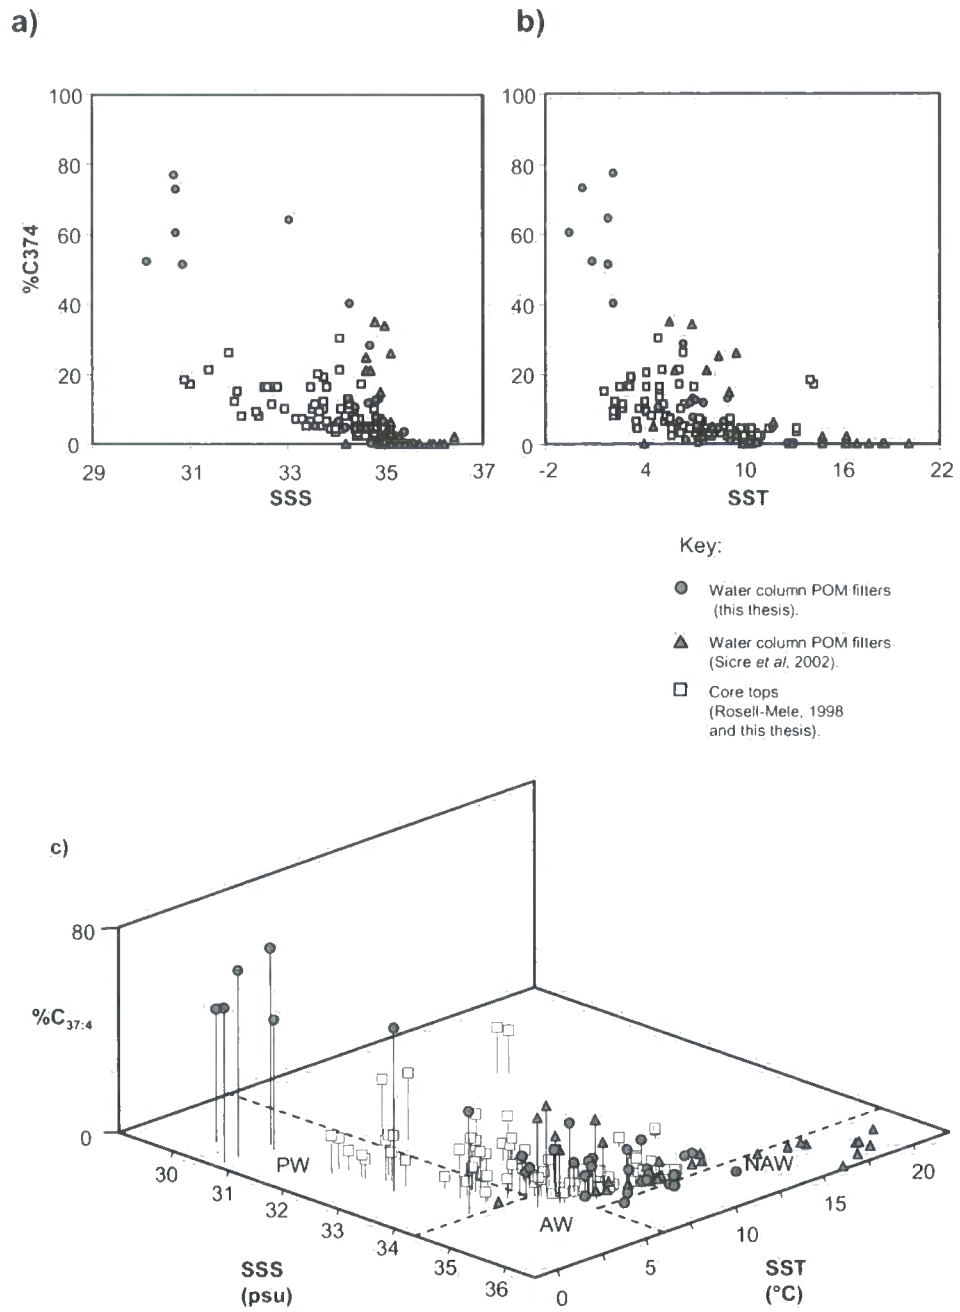 a)
b)
100
80
60
40
20
0
%C374
29
31
33
35
37
SSS
100
80
60
40
20
0
-2
4
10
16
22
SST
Key:
Water column POM filters
(this thesis).
Water column POM filters
(Sicre et al, 2002).
Core tops
(Rosell-Mele, 1998
and this thesis).
c)
80
%C37:4
0
PW
NAW
AW
30
31
32
33
34
35
36
SSS
(psu)
0
5
10
15
20
SST
(°C)